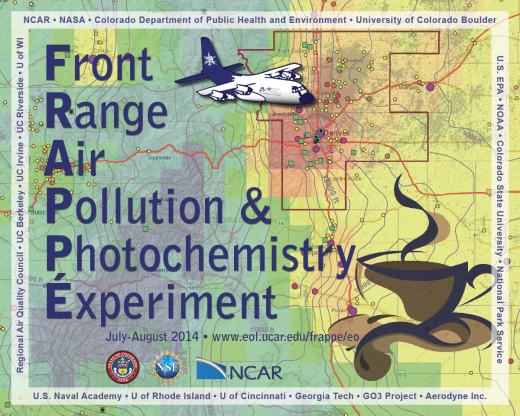 NCAR • NASA • Colorado Department of Public Health and Environment • University of Colorado Boulder
Regional Air Quality Council • UC Berkeley • UC Irvine • UC Riverside • U of WI
U.S. EPA • NOAA • Colorado State University • National Park Service
Front
Range
Air
Pollution &
Photochemistry
Éxperiment
July-August 2014 • www.eol.ucar.edu/frappe/eo
NSF
NCAR
U.S. Naval Academy • U of Rhode Island • U of Cincinnati • Georgia Tech • GO3 Project • Aerodyne Inc.
Denver
Gypsum